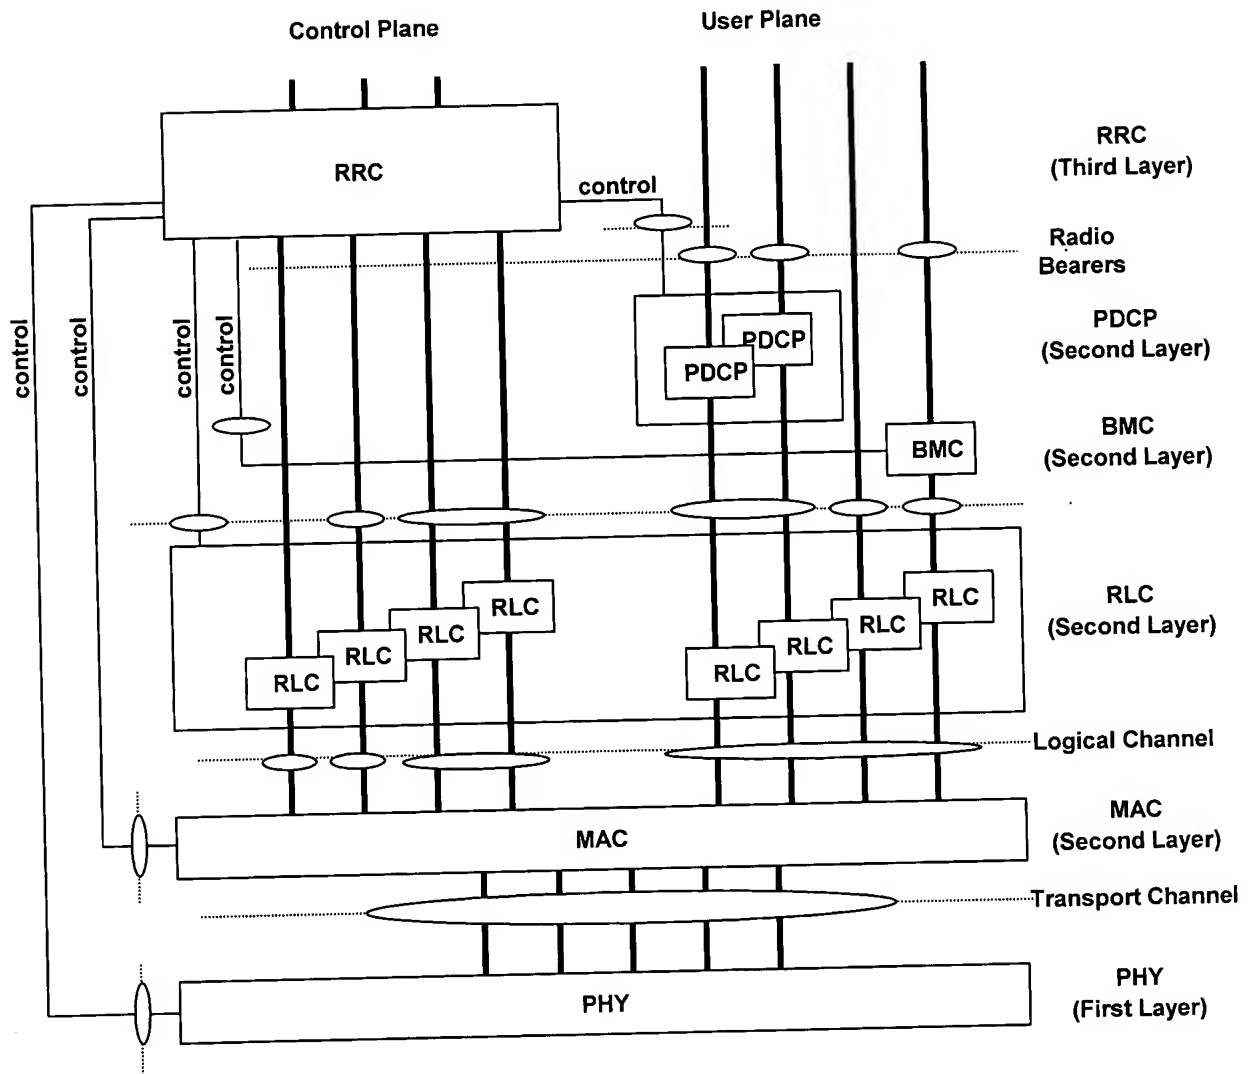 Control Plane
User Plane
RRC
RRC
(Third Layer)
control
Radio
Bearers
control
control
control
control
PDCP
PDCP
PDCP
(Second Layer)
BMC
BMC
(Second Layer)
RLC
RLC
RLC
RLC
RLC
RLC
RLC
RLC
RLC
(Second Layer)
Logical Channel
MAC
MAC
(Second Layer)
Transport Channel
PHY
PHY
(First Layer)